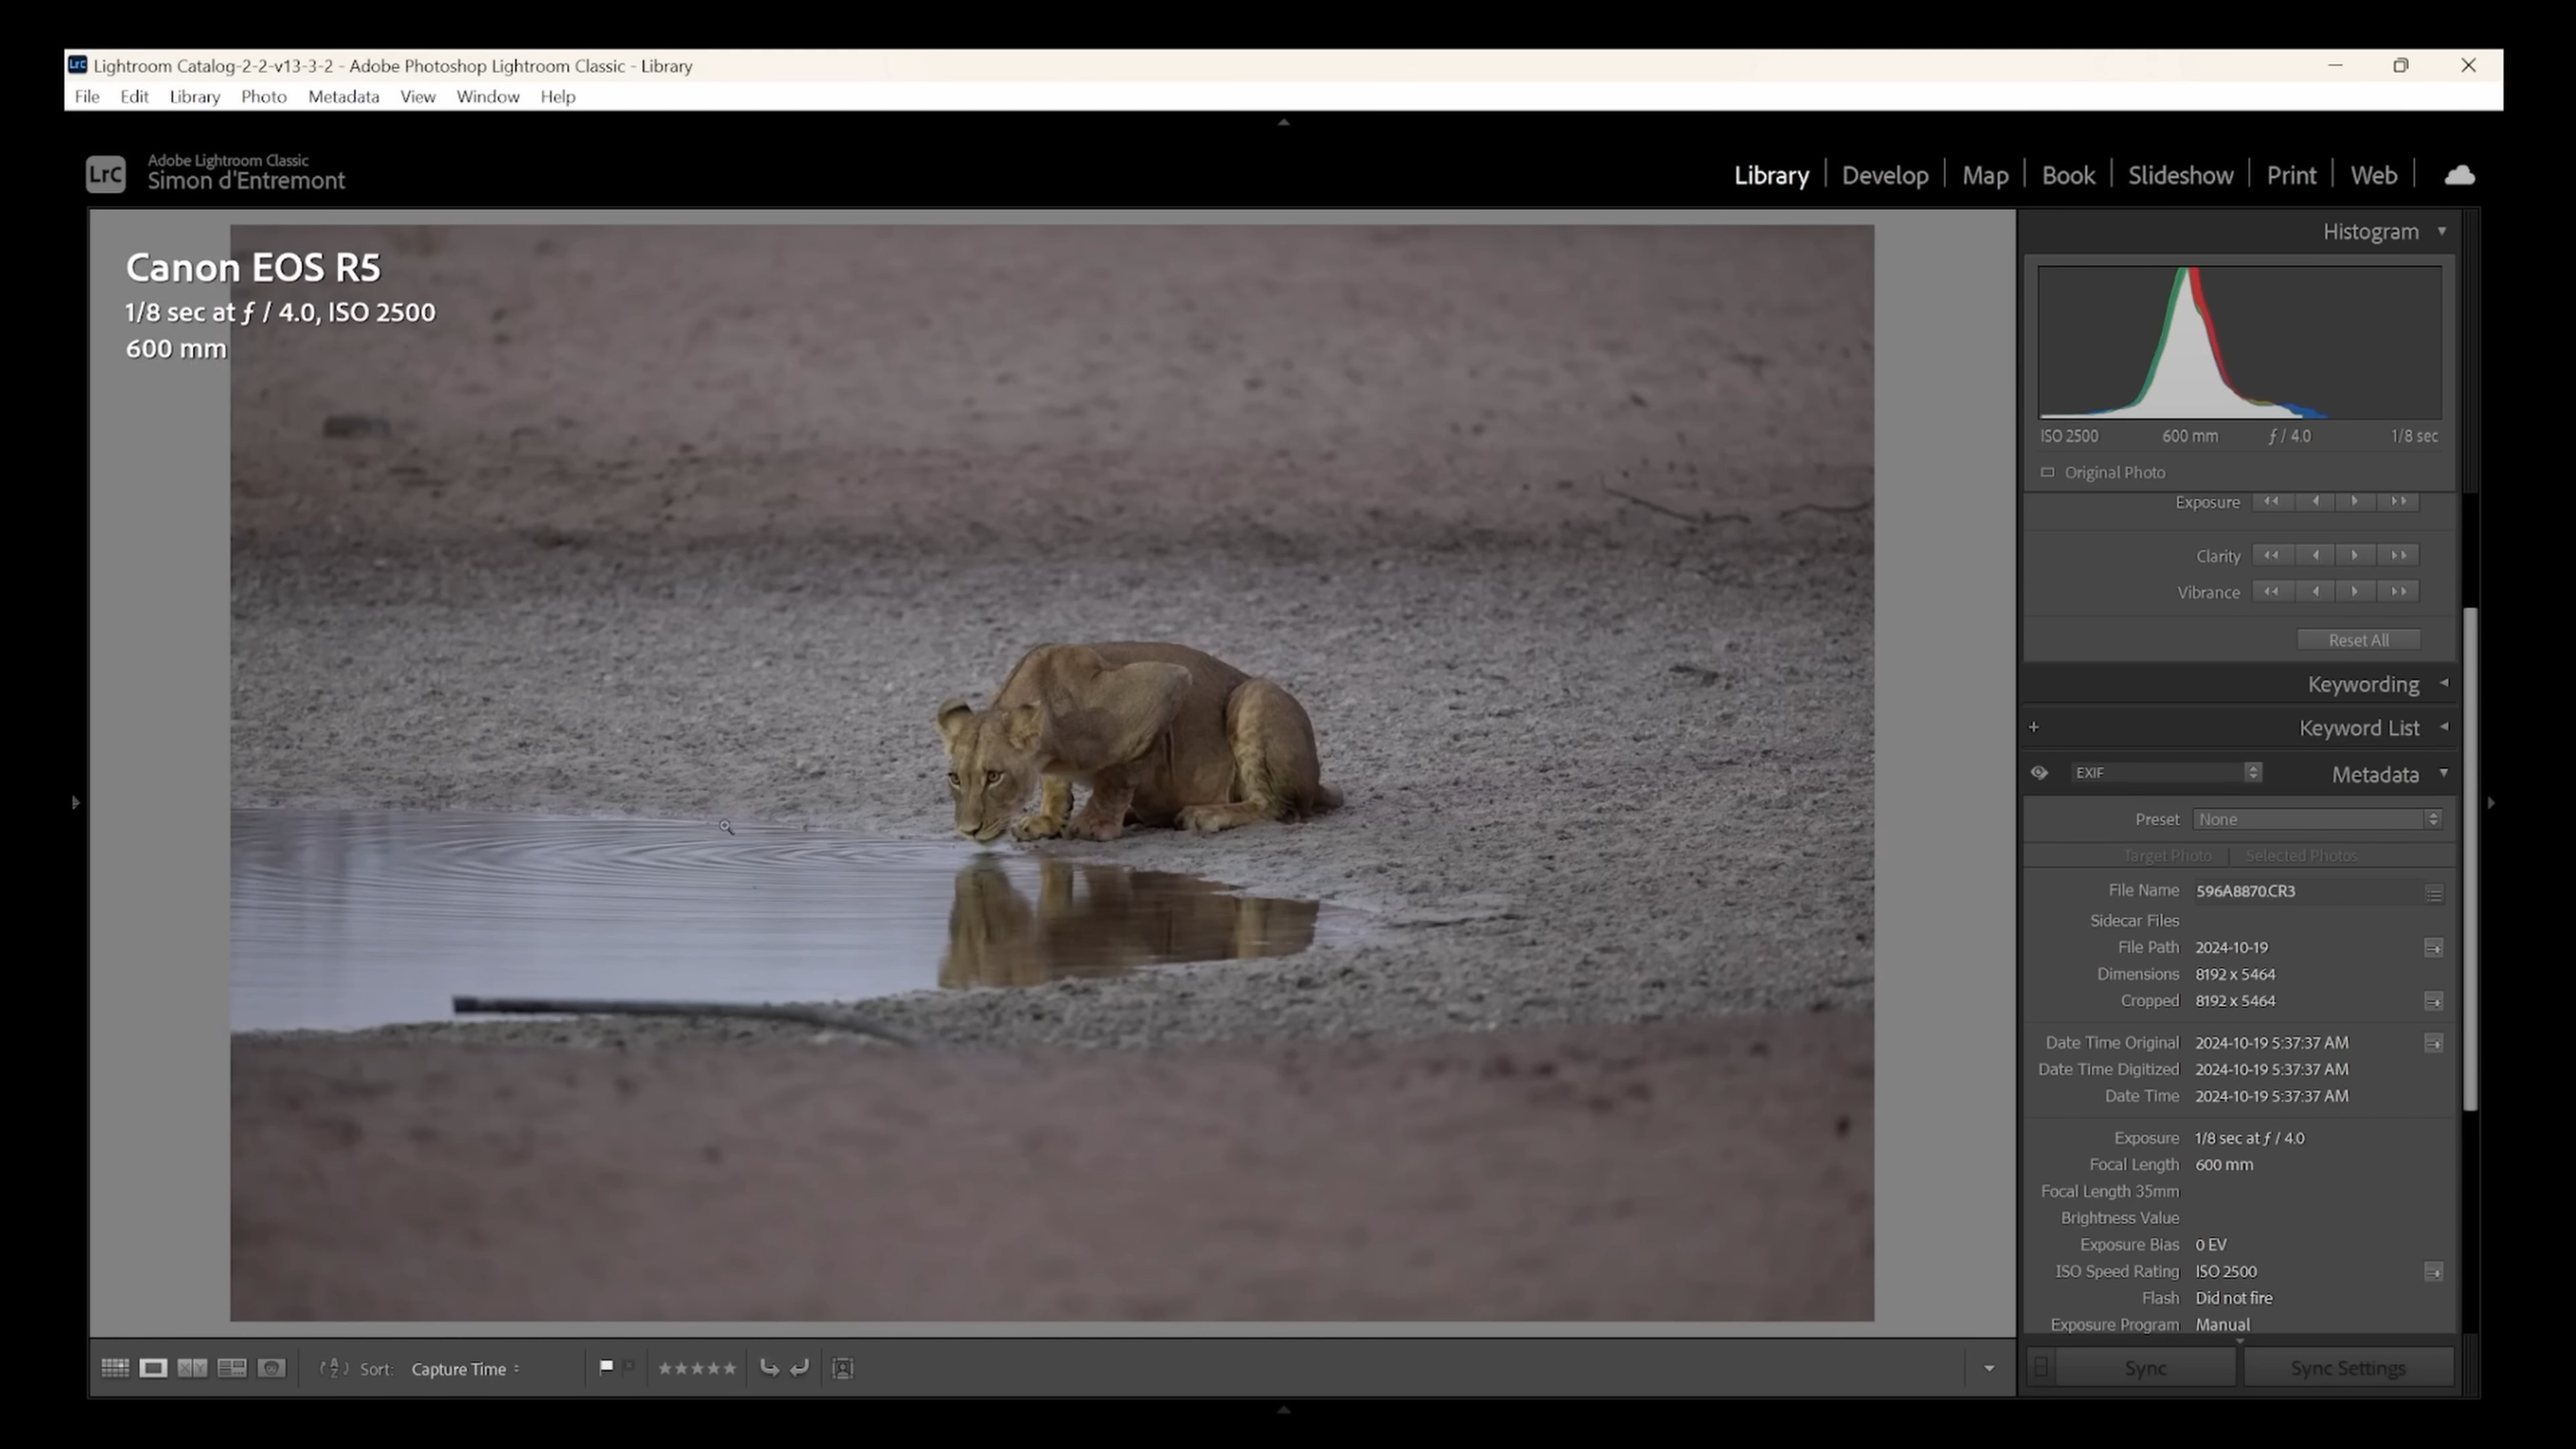 Lightroom Catalog-2-2-v13-3-2 - Adobe Photoshop Lightroom Classic - Library
File Edit Library Photo Metadata View Window Help
LrC
Adobe Lightroom Classic
Simon d'Entremont
Library | Develop | Map | Book | Slideshow | Print | Web |
Canon EOS R5
1/8 sec at ƒ / 4.0, ISO 2500
600 mm
Histogram
ISO 2500 600 mm ƒ / 4.0 1/8 sec
Original Photo
Exposure
Clarity
Vibrance
Reset All
Keywording
+ Keyword List
EXIF Metadata
Preset None
Target Photo | Selected Photos
File Name 596A8870.CR3
Sidecar Files
File Path 2024-10-19
Dimensions 8192 x 5464
Cropped 8192 x 5464
Date Time Original 2024-10-19 5:37:37 AM
Date Time Digitized 2024-10-19 5:37:37 AM
Date Time 2024-10-19 5:37:37 AM
Exposure 1/8 sec at ƒ / 4.0
Focal Length 600 mm
Focal Length 35mm
Brightness Value
Exposure Bias 0 EV
ISO Speed Rating ISO 2500
Flash Did not fire
Exposure Program Manual
Sort: Capture Time
Sync Sync Settings